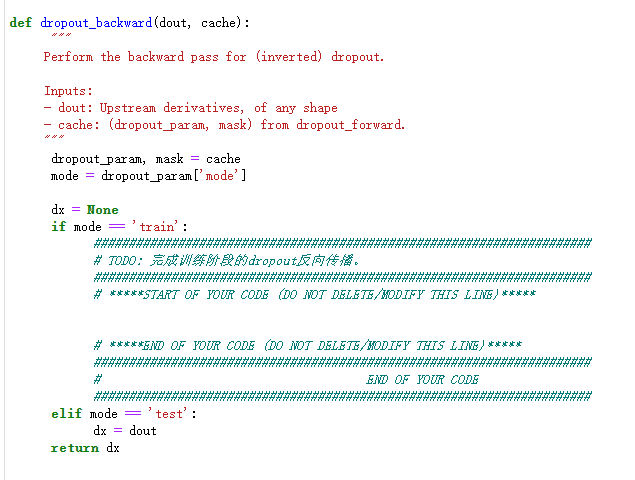 def dropout_backward(dout, cache):
"""
Perform the backward pass for (inverted) dropout.
Inputs:
- dout: Upstream derivatives, of any shape
- cache: (dropout_param, mask) from dropout_forward.
"""
dropout_param, mask = cache
mode = dropout_param['mode']
dx = None
if mode == 'train':
#######################################################################
# TODO: 完成训练阶段的dropout反向传播。
#######################################################################
# *****START OF YOUR CODE (DO NOT DELETE/MODIFY THIS LINE)*****
# *****END OF YOUR CODE (DO NOT DELETE/MODIFY THIS LINE)*****
#######################################################################
# END OF YOUR CODE
#######################################################################
elif mode == 'test':
dx = dout
return dx